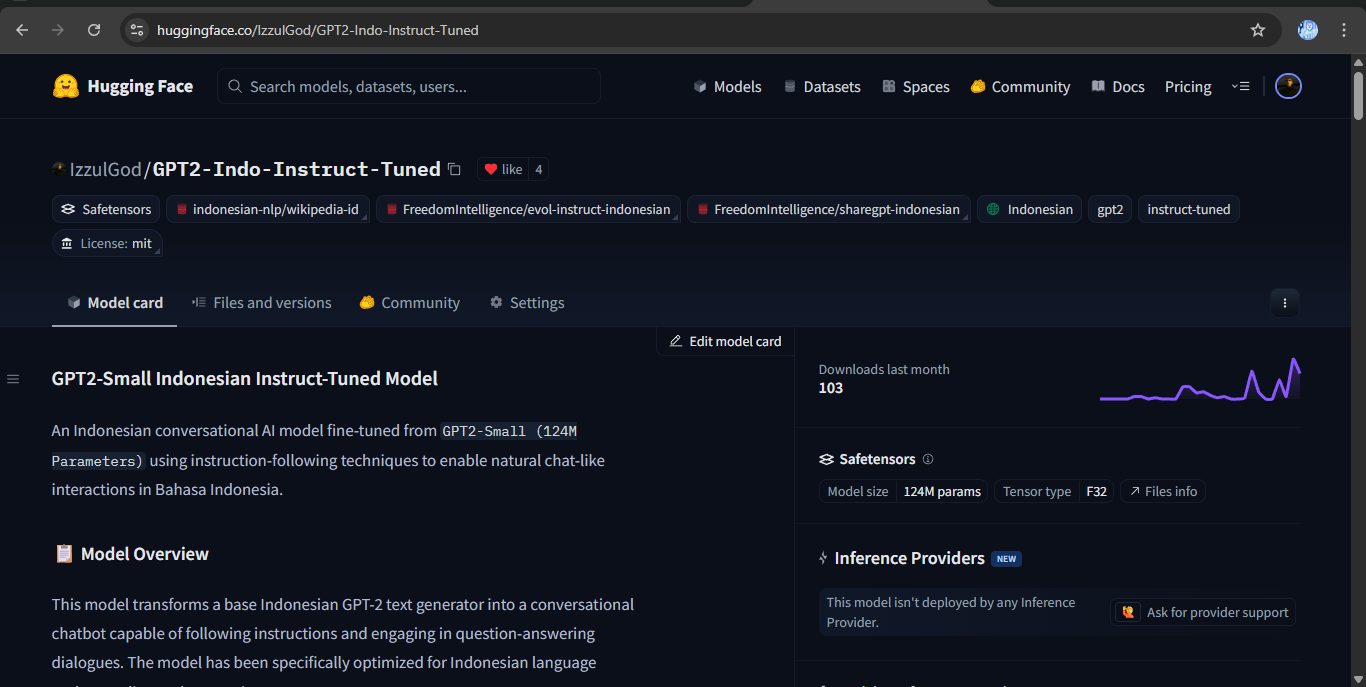 huggingface.co/IzzulGod/GPT2-Indo-Instruct-Tuned
Hugging Face
Search models, datasets, users...
Models
Datasets
Spaces
Community
Docs
Pricing
IzzulGod/GPT2-Indo-Instruct-Tuned
like 4
Safetensors
indonesian-nlp/wikipedia-id
FreedomIntelligence/evol-instruct-indonesian
FreedomIntelligence/sharegpt-indonesian
Indonesian
gpt2
instruct-tuned
License: mit
Model card
Files and versions
Community
Settings
Edit model card
GPT2-Small Indonesian Instruct-Tuned Model
An Indonesian conversational AI model fine-tuned from GPT2-Small (124M
Parameters) using instruction-following techniques to enable natural chat-like
interactions in Bahasa Indonesia.
Model Overview
This model transforms a base Indonesian GPT-2 text generator into a conversational
chatbot capable of following instructions and engaging in question-answering
dialogues. The model has been specifically optimized for Indonesian language
Downloads last month
103
Safetensors
Model size 124M params
Tensor type F32
Files info
Inference Providers NEW
This model isn't deployed by any Inference
Provider.
Ask for provider support